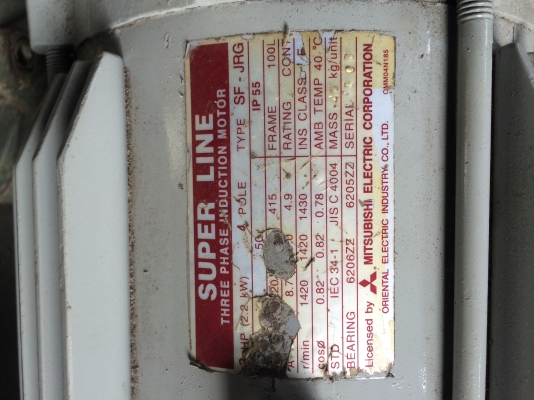 SUPER LINE
THREE PHASE INDUCTION MOTOR
HP (2.2 kW) 4 POLE TYPE SF - JRG
50 IP 55
415 FRAME 100L
A 8. 4.9 RATING CONT
r/min 1420 1420 1430 INS CLASS
cosø 0.82 0.82 0.78 AMB TEMP 40 °C
STD IEC 34-1 JIS C 4004 MASS kg/unit
BEARING 6206ZZ 6205ZZ SERIAL
Licensed by MITSUBISHI ELECTRIC CORPORATION
ORIENTAL ELECTRIC INDUSTRY CO., LTD. OMM04N185